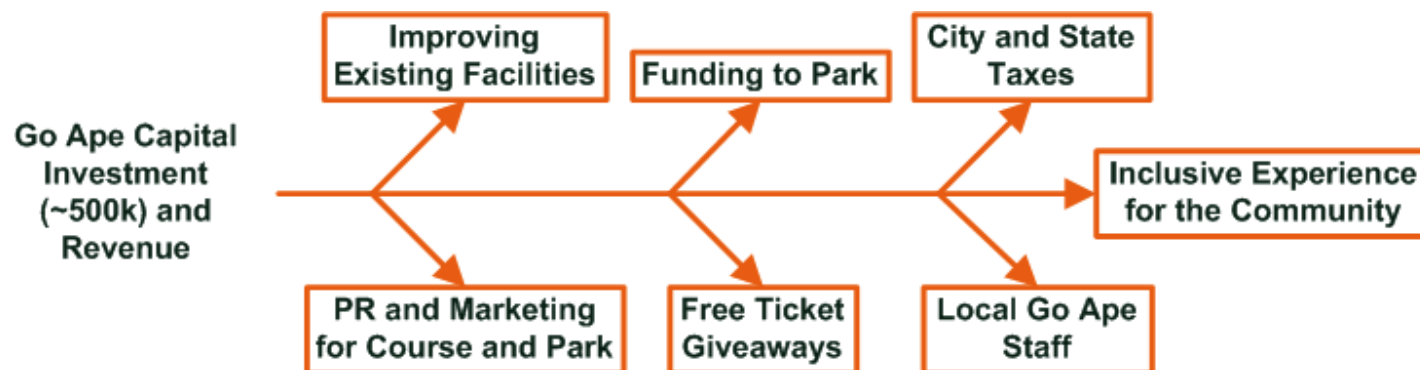 Improving
Existing Facilities
Funding to Park
City and State
Taxes
Go Ape Capital
Investment
(~500k) and
Revenue
Inclusive Experience
for the Community
PR and Marketing
for Course and Park
Free Ticket
Giveaways
Local Go Ape
Staff